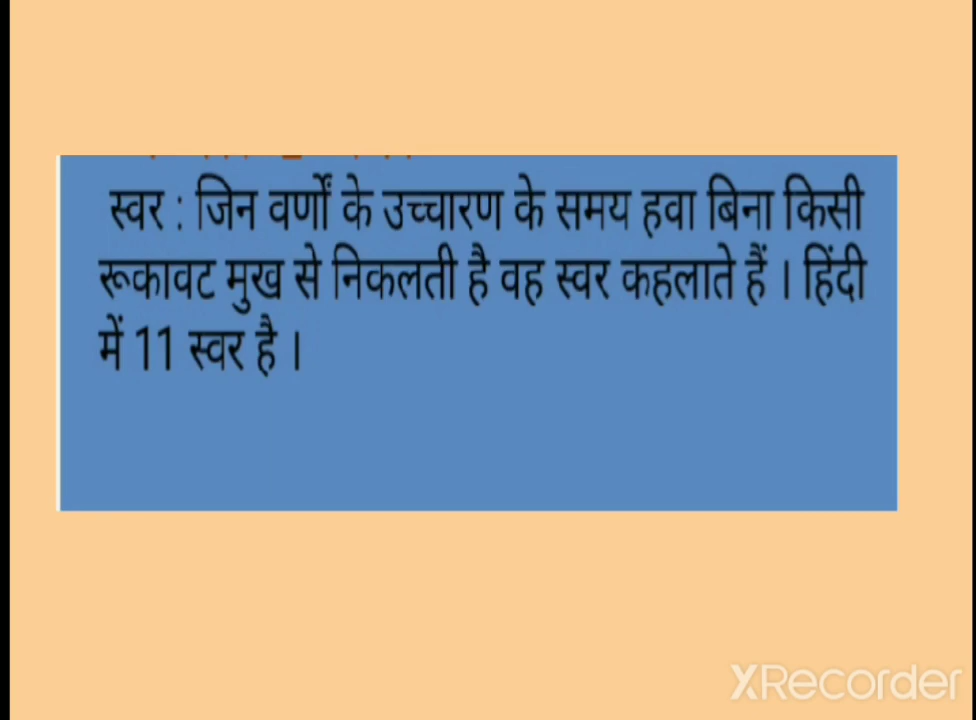 स्वर : जिन वर्णों के उच्चारण के समय हवा बिना किसी
रूकावट मुख से निकलती है वह स्वर कहलाते हैं । हिंदी
में 11 स्वर है ।
XRecorder